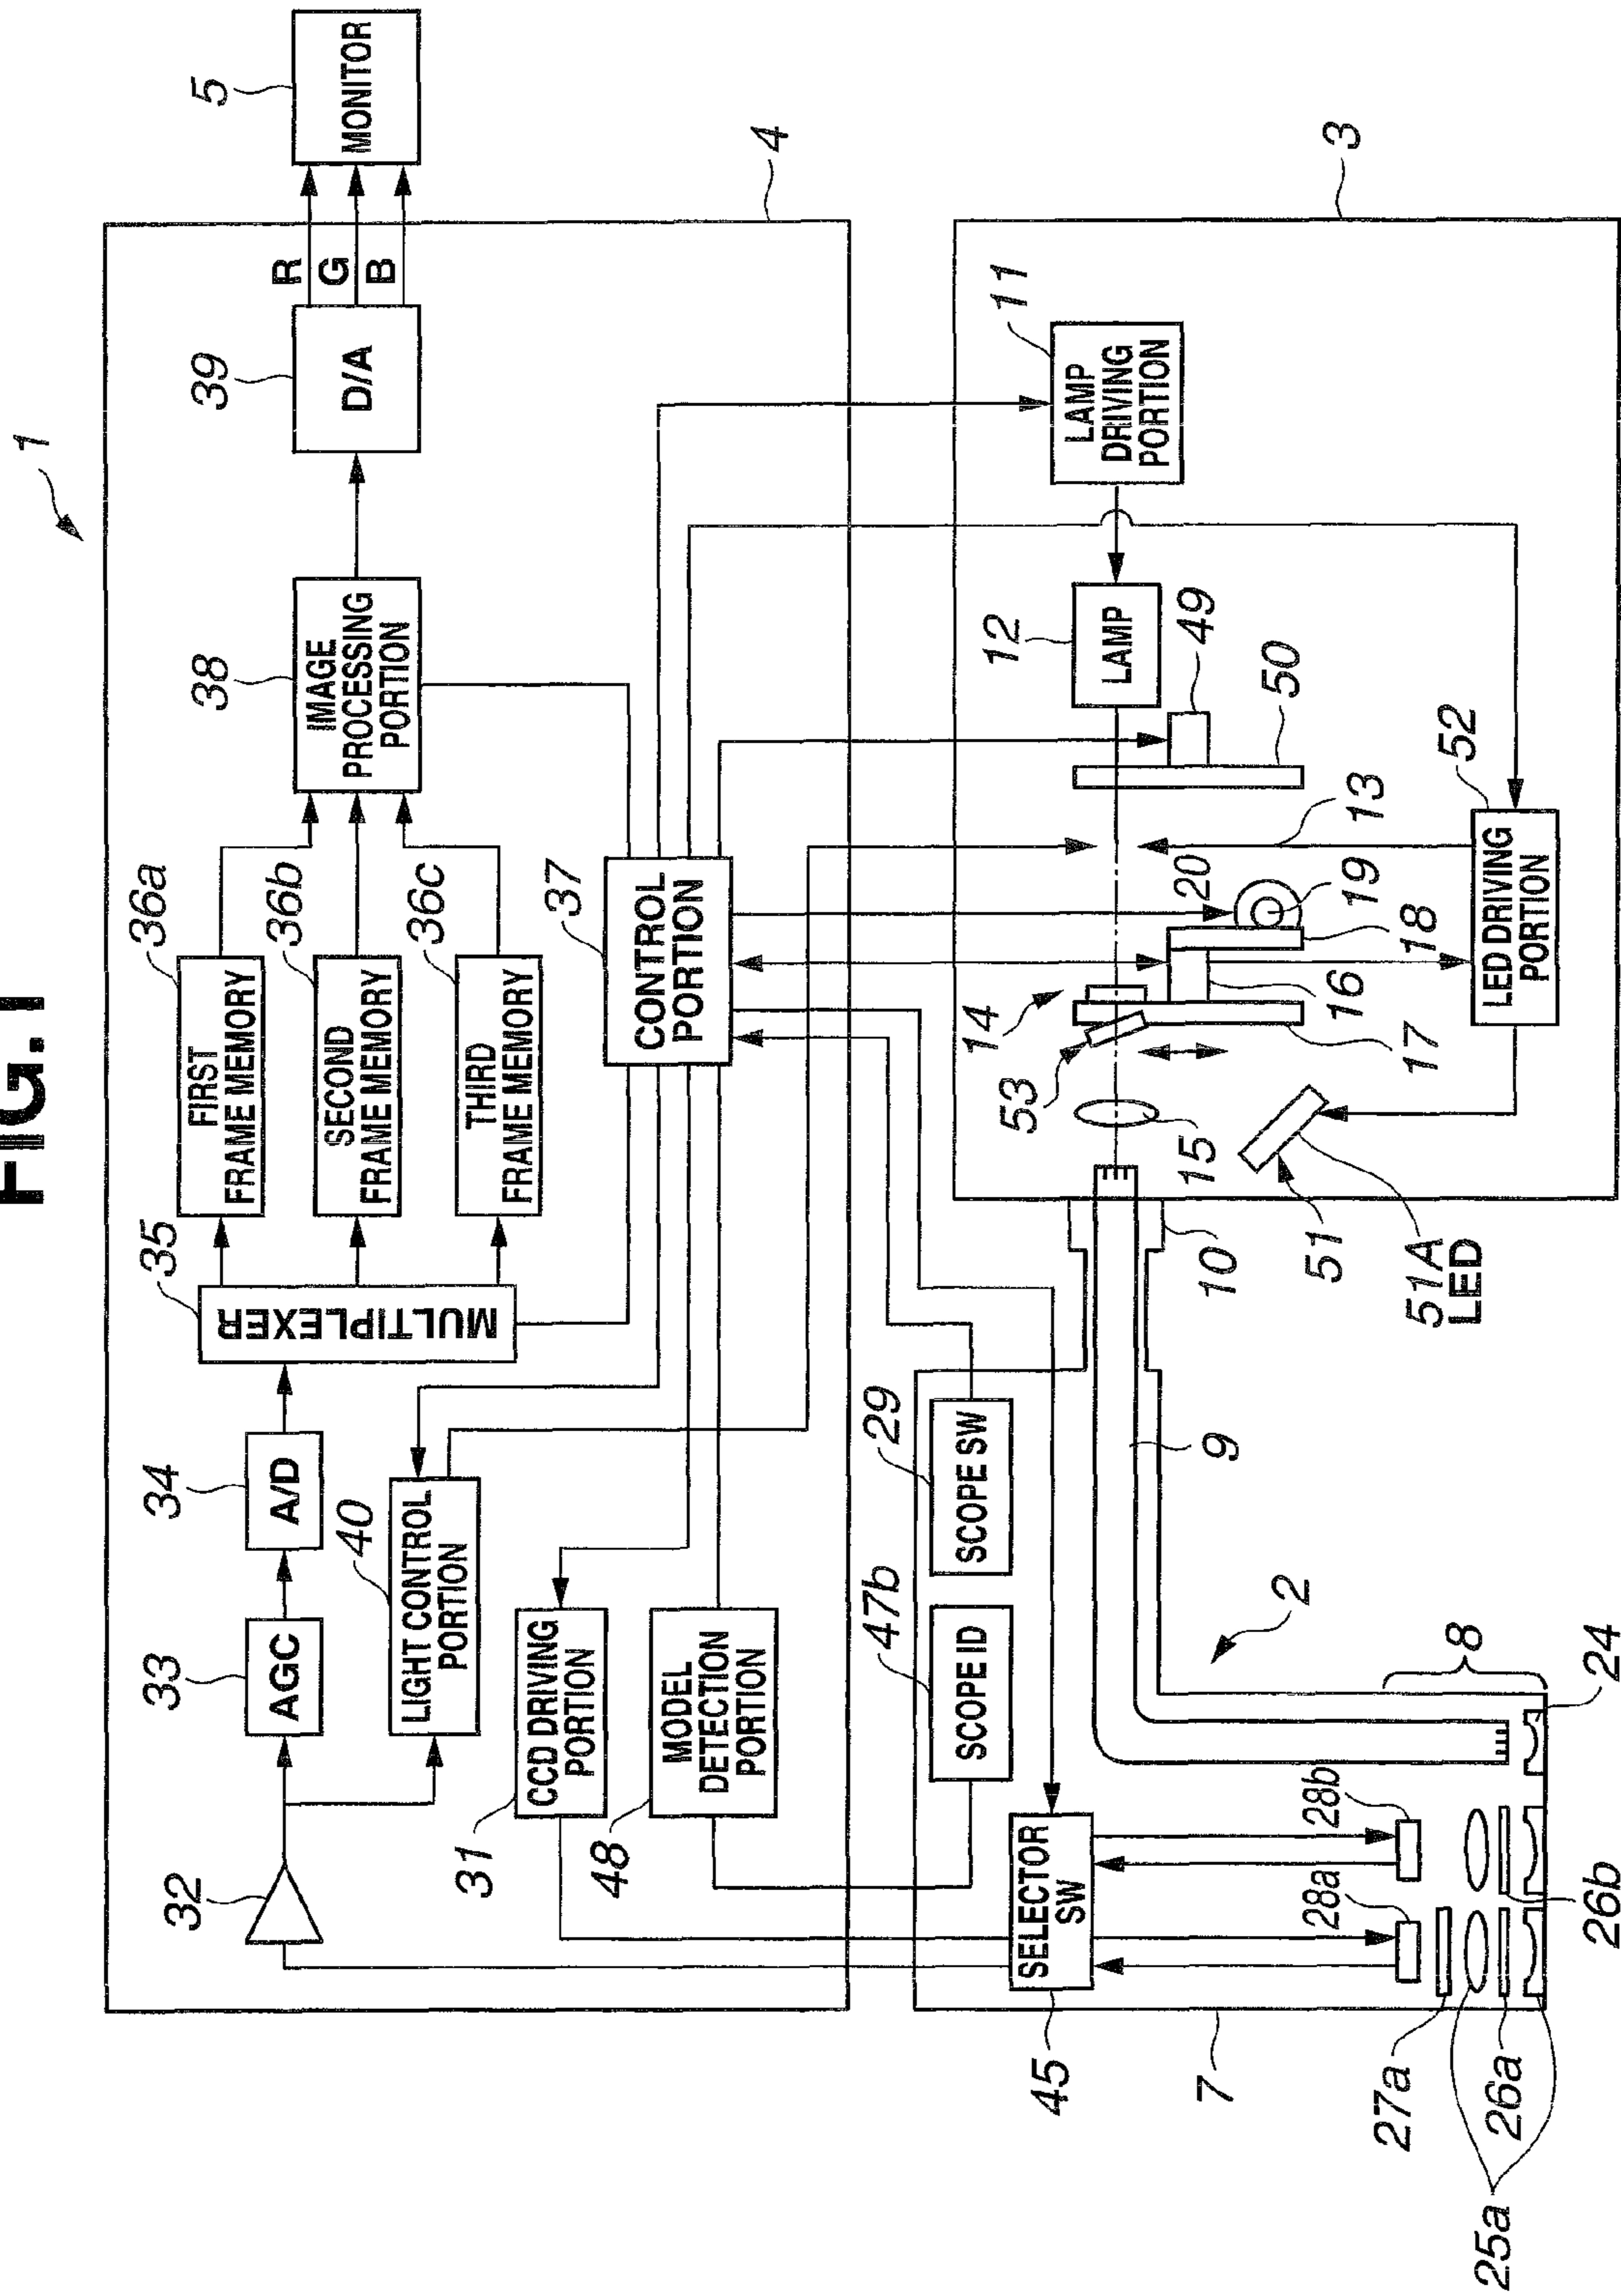 FIG.1
1
5
MONITOR
R
G
B
4
39
D/A
38
IMAGE
PROCESSING
PORTION
36a
FIRST
FRAME MEMORY
36b
SECOND
FRAME MEMORY
36c
THIRD
FRAME MEMORY
35
MULTIPLEXER
34
A/D
33
AGC
32
40
LIGHT CONTROL
PORTION
37
CONTROL
PORTION
31
CCD DRIVING
PORTION
48
MODEL
DETECTION
PORTION
3
11
LAMP
DRIVING
PORTION
12
LAMP
49
50
52
LED DRIVING
PORTION
13
20
19
18
14
16
17
53
15
51
51A
LED
10
29
SCOPE SW
47b
SCOPE ID
9
2
45
SELECTOR
SW
7
8
24
28b
28a
26b
27a
26a
25a